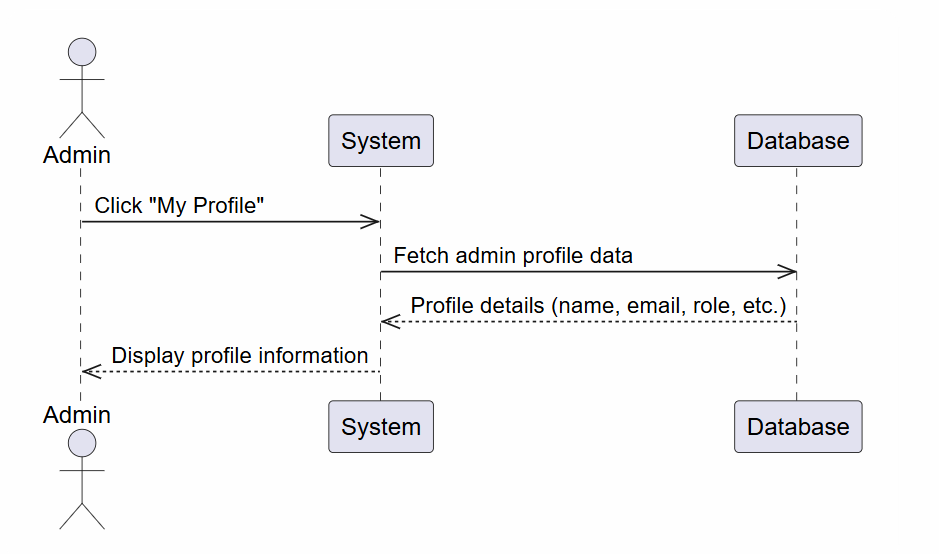 Admin
System
Database
Click "My Profile"
Fetch admin profile data
Profile details (name, email, role, etc.)
Display profile information
Admin
System
Database